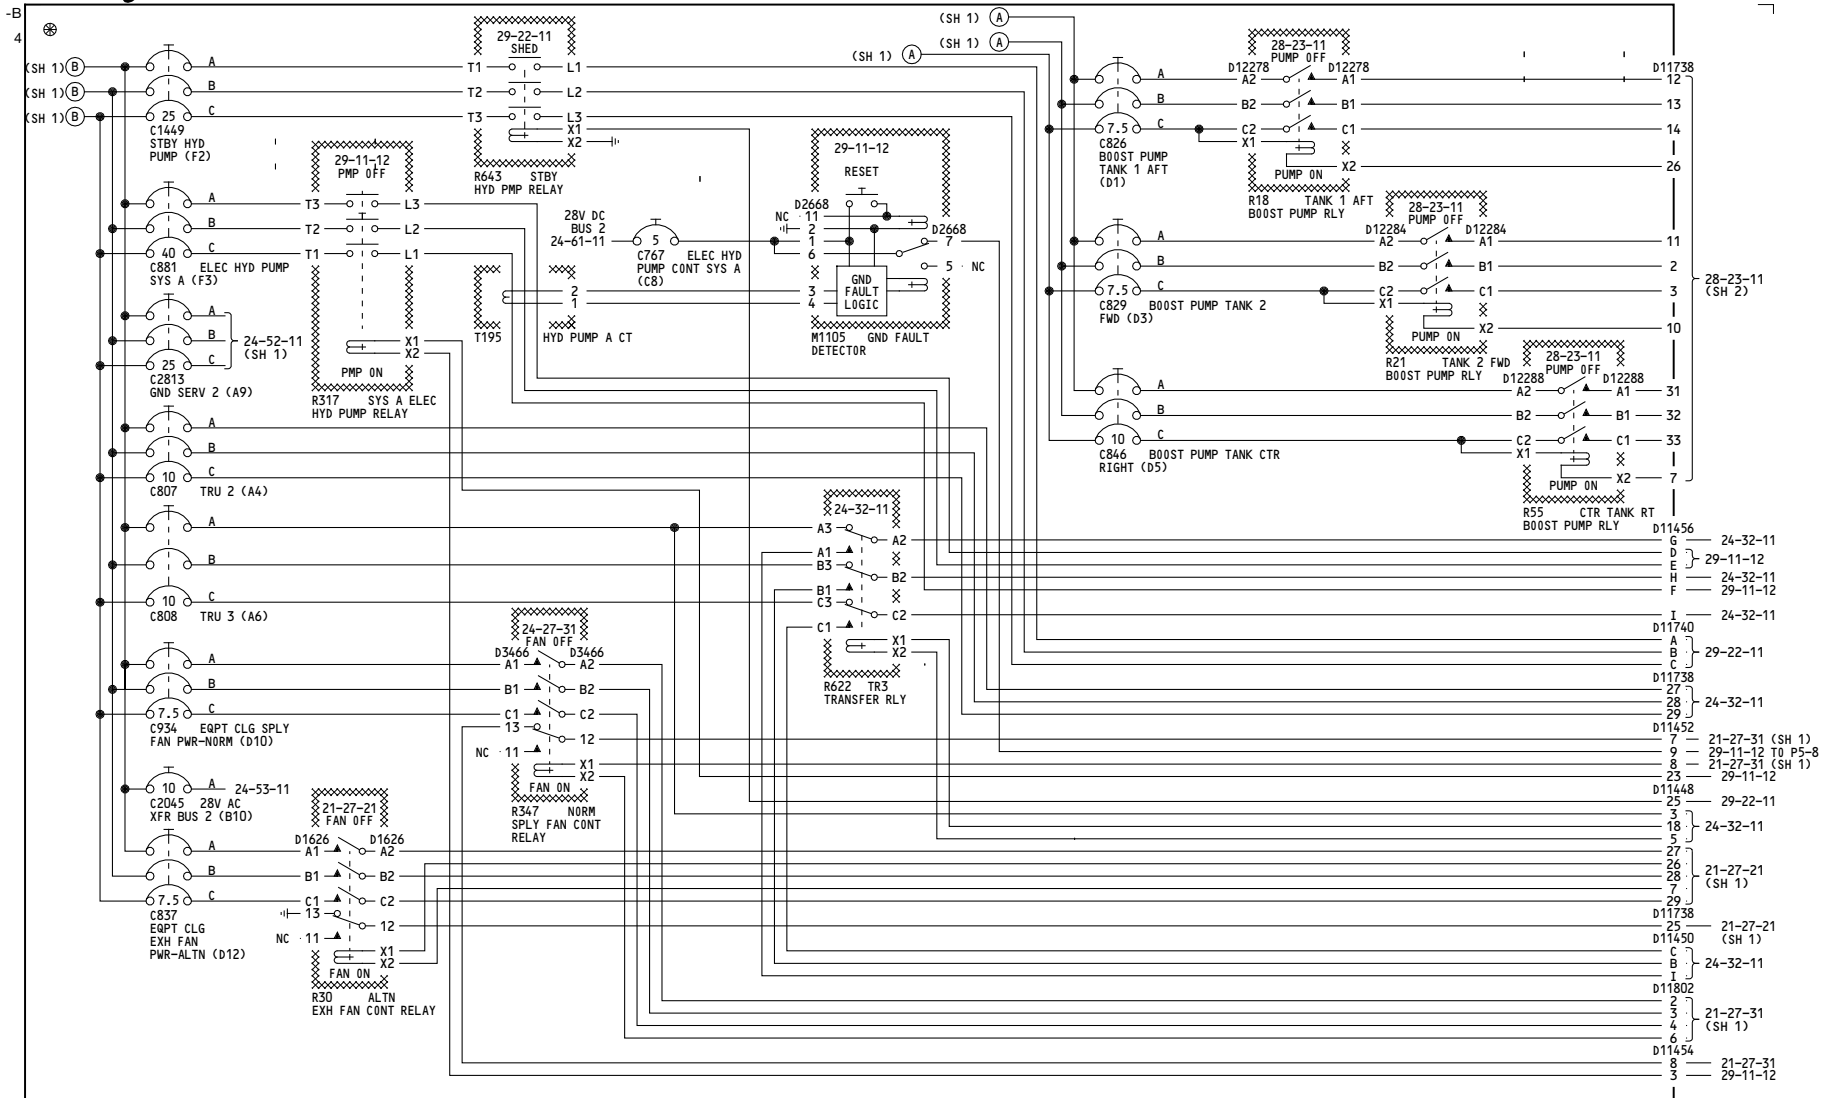 -B
4
(SH 1) B
(SH 1) B
(SH 1) B
A
B
25 C
C1449
STBY HYD
PUMP (F2)
A
B
40 C
C881 ELEC HYD PUMP
SYS A (F3)
A
B
25 C
24-52-11
(SH 1)
C2813
GND SERV 2 (A9)
A
B
10 C
C807 TRU 2 (A4)
A
B
10 C
C808 TRU 3 (A6)
A
B
7.5 C
C934 EQPT CLG SPLY
FAN PWR-NORM (D10)
10 A 24-53-11
C2045 28V AC
XFR BUS 2 (B10)
A
B
7.5 C
C837
EQPT CLG
EXH FAN
PWR-ALTN (D12)
29-22-11
SHED
T1 L1
T2 L2
T3 L3
X1
X2
R643 STBY
HYD PMP RELAY
29-11-12
PMP OFF
T3 L3
T2 L2
T1 L1
X1
X2
PMP ON
R317 SYS A ELEC
HYD PUMP RELAY
28V DC
BUS 2
24-61-11
5
C767 ELEC HYD
PUMP CONT SYS A
(C8)
2
1
T195 HYD PUMP A CT
29-11-12
RESET
D2668
NC 11
2
1
6
D2668
7
5 NC
3
4
GND
FAULT
LOGIC
M1105 GND FAULT
DETECTOR
(SH 1) A
(SH 1) A
(SH 1) A
A
B
7.5 C
C826
BOOST PUMP
TANK 1 AFT
(D1)
28-23-11
PUMP OFF
D12278 D12278
A2 A1
B2 B1
C2 C1
X1
X2
PUMP ON
R18 TANK 1 AFT
BOOST PUMP RLY
A
B
7.5 C
C829 BOOST PUMP TANK 2
FWD (D3)
28-23-11
PUMP OFF
D12284 D12284
A2 A1
B2 B1
C2 C1
X1
X2
PUMP ON
R21 TANK 2 FWD
BOOST PUMP RLY
A
B
10 C
C846 BOOST PUMP TANK CTR
RIGHT (D5)
28-23-11
PUMP OFF
D12288 D12288
A2 A1
B2 B1
C2 C1
X1
X2
PUMP ON
R55 CTR TANK RT
BOOST PUMP RLY
24-32-11
A3
A2
A1
B3
B2
B1
C3
C2
C1
X1
X2
R622 TR3
TRANSFER RLY
24-27-31
FAN OFF
D3466 D3466
A1 A2
B1 B2
C1 C2
13
12
NC 11
X1
X2
FAN ON
R347 NORM
SPLY FAN CONT
RELAY
21-27-21
FAN OFF
D1626 D1626
A1 A2
B1 B2
C1 C2
13
12
NC 11
X1
X2
FAN ON
R30 ALTN
EXH FAN CONT RELAY
D11738
12
13
14
26
11
2
3
10
31
32
33
7
28-23-11
(SH 2)
D11456
G 24-32-11
D
E
29-11-12
H 24-32-11
F 29-11-12
I 24-32-11
D11740
A
B 29-22-11
C
D11738
27
28 24-32-11
29
D11452
7 21-27-31 (SH 1)
9 29-11-12 TO P5-8
8 21-27-31 (SH 1)
23 29-11-12
D11448
25 29-22-11
3
18 24-32-11
5
27
26
28
7
29
21-27-21
(SH 1)
D11738
25 21-27-21
(SH 1)
D11450
C
B 24-32-11
I
D11802
2
3
4
6
21-27-31
(SH 1)
D11454
8 21-27-31
3 29-11-12